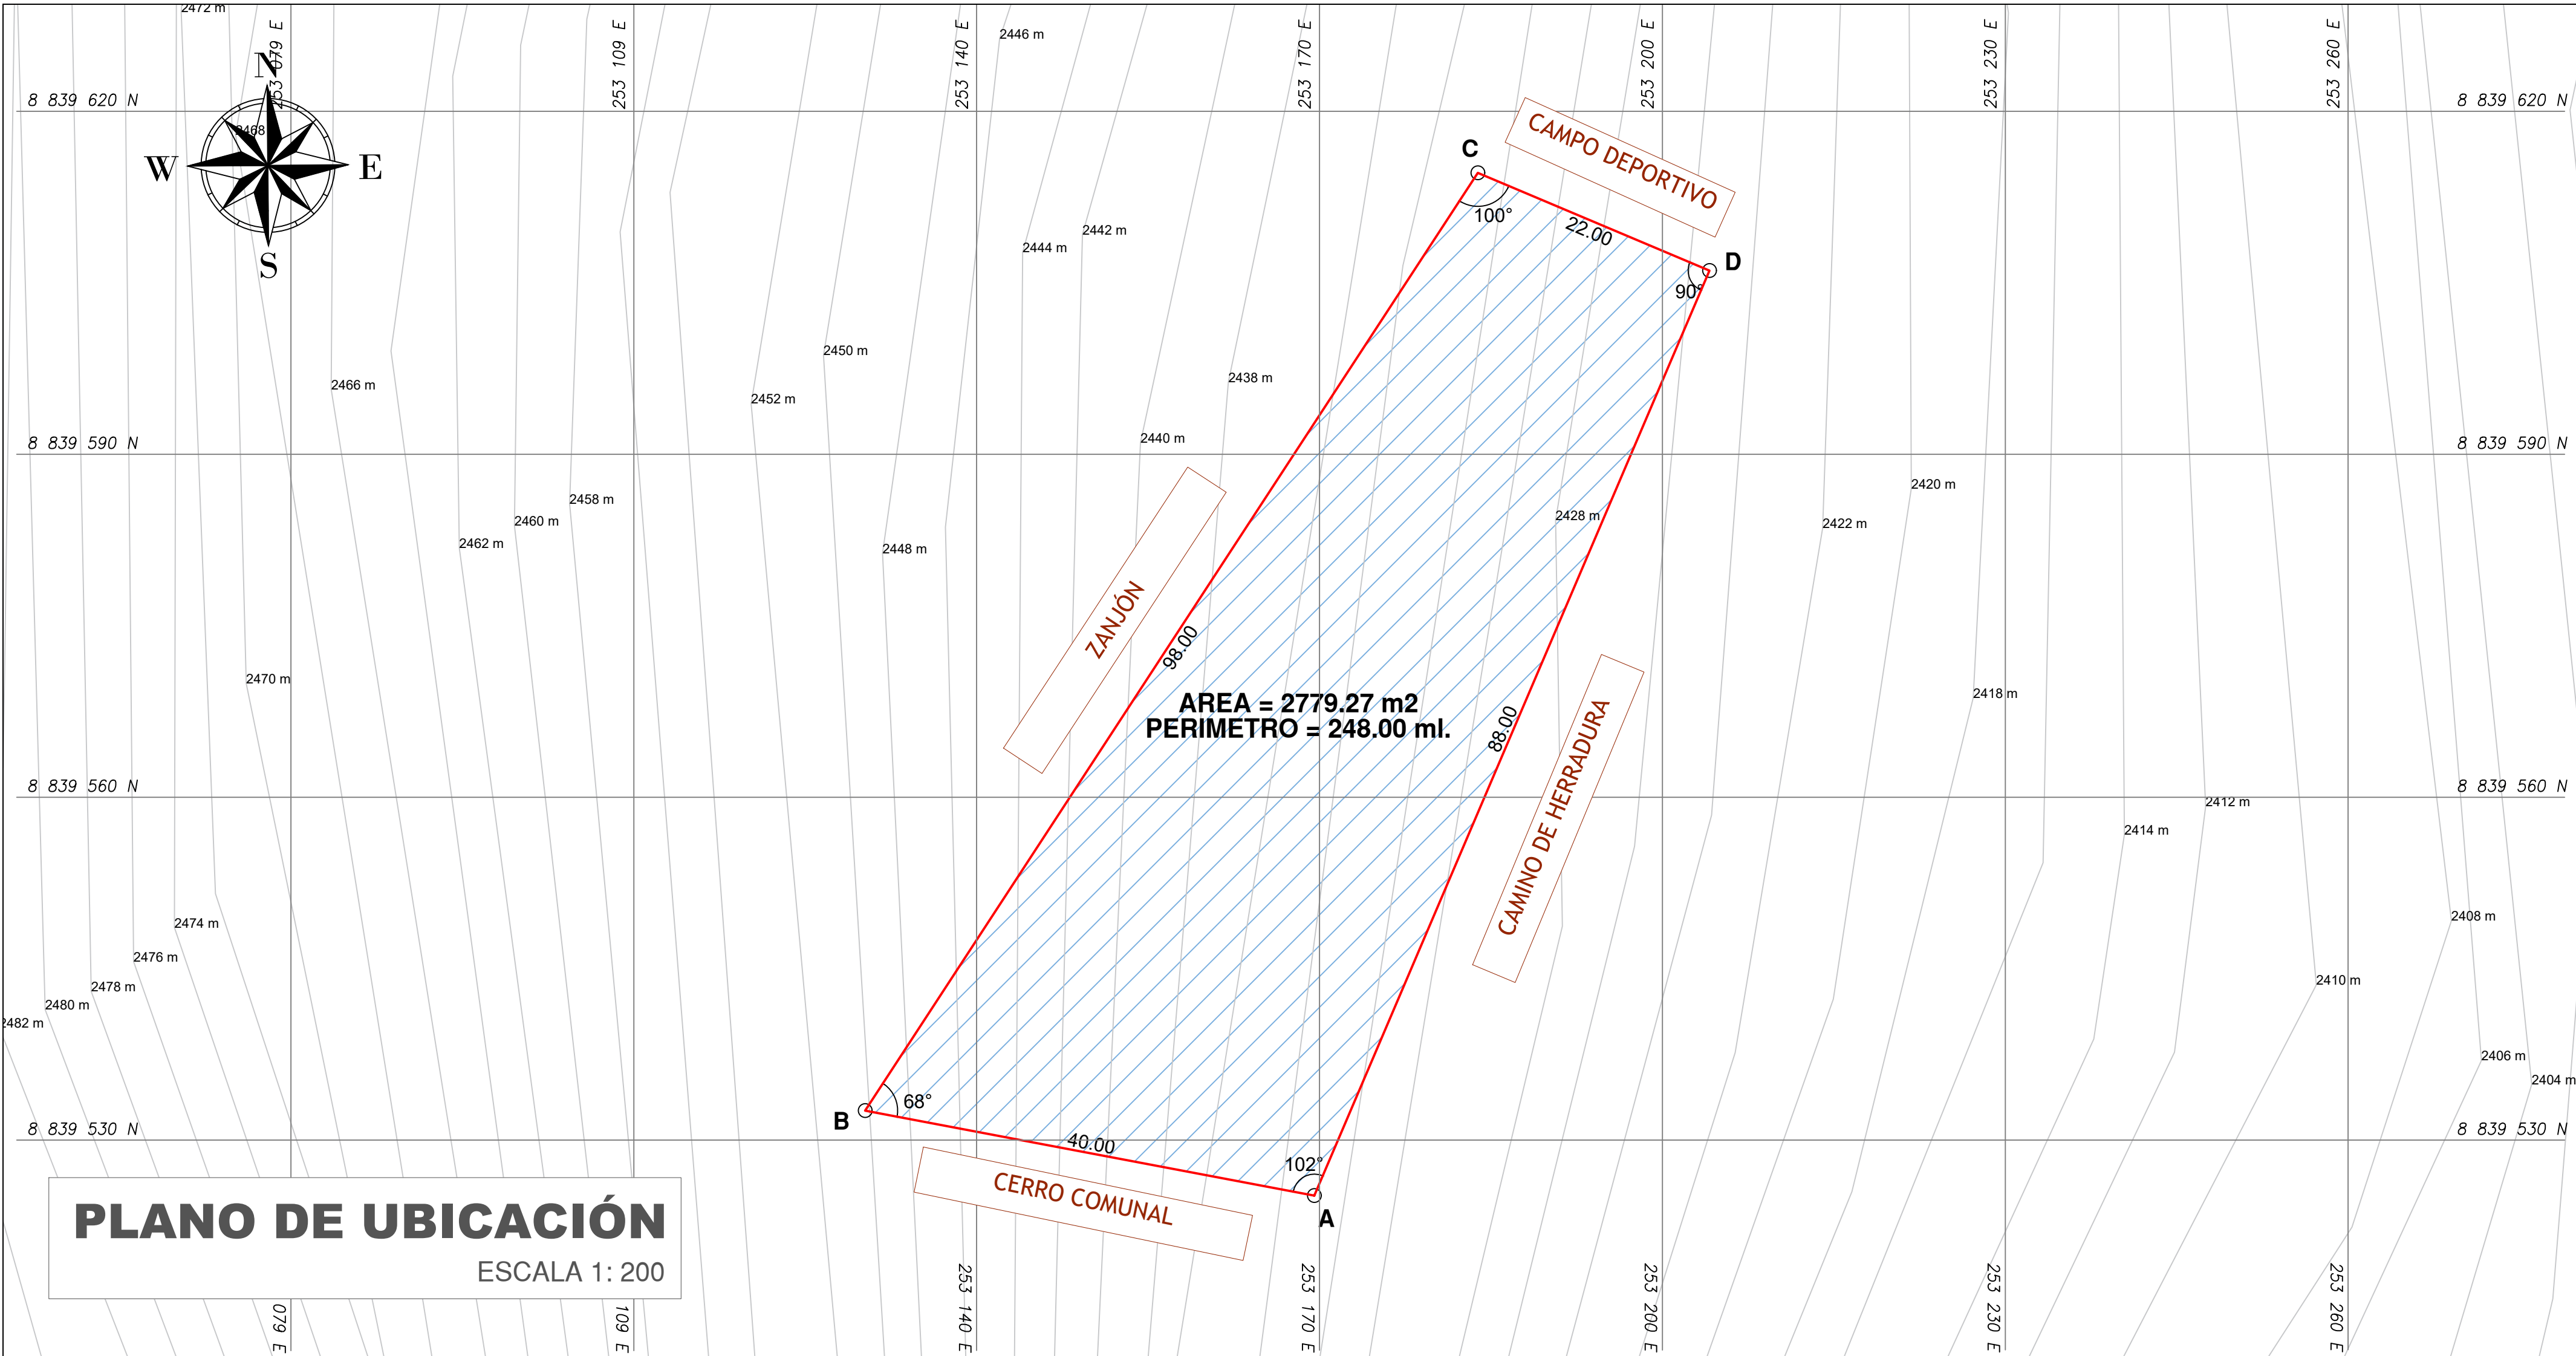 2472 m
253 079 E
253 109 E
253 140 E
253 170 E
253 200 E
253 230 E
253 260 E
2446 m
N
W
E
S
2468
8 839 620 N
8 839 620 N
C
CAMPO DEPORTIVO
100°
22.00
D
90°
2442 m
2444 m
2450 m
2438 m
2466 m
2452 m
2440 m
8 839 590 N
8 839 590 N
2458 m
2460 m
2462 m
2448 m
2428 m
2420 m
2422 m
ZANJÓN
98.00
2470 m
2418 m
AREA = 2779.27 m2
PERIMETRO = 248.00 ml.
88.00
CAMINO DE HERRADURA
8 839 560 N
8 839 560 N
2412 m
2414 m
2474 m
2408 m
2476 m
2478 m
2410 m
2480 m
2482 m
2406 m
2404 m
B
68°
8 839 530 N
8 839 530 N
40.00
102°
A
CERRO COMUNAL
PLANO DE UBICACIÓN
ESCALA 1: 200
079 E
109 E
253 140 E
253 170 E
253 200 E
253 230 E
253 260 E